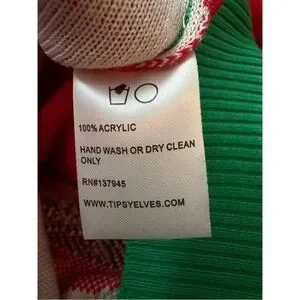 100% ACRYLIC
HAND WASH OR DRY CLEAN
ONLY
RN#137945
WWW.TIPSYELVES.COM